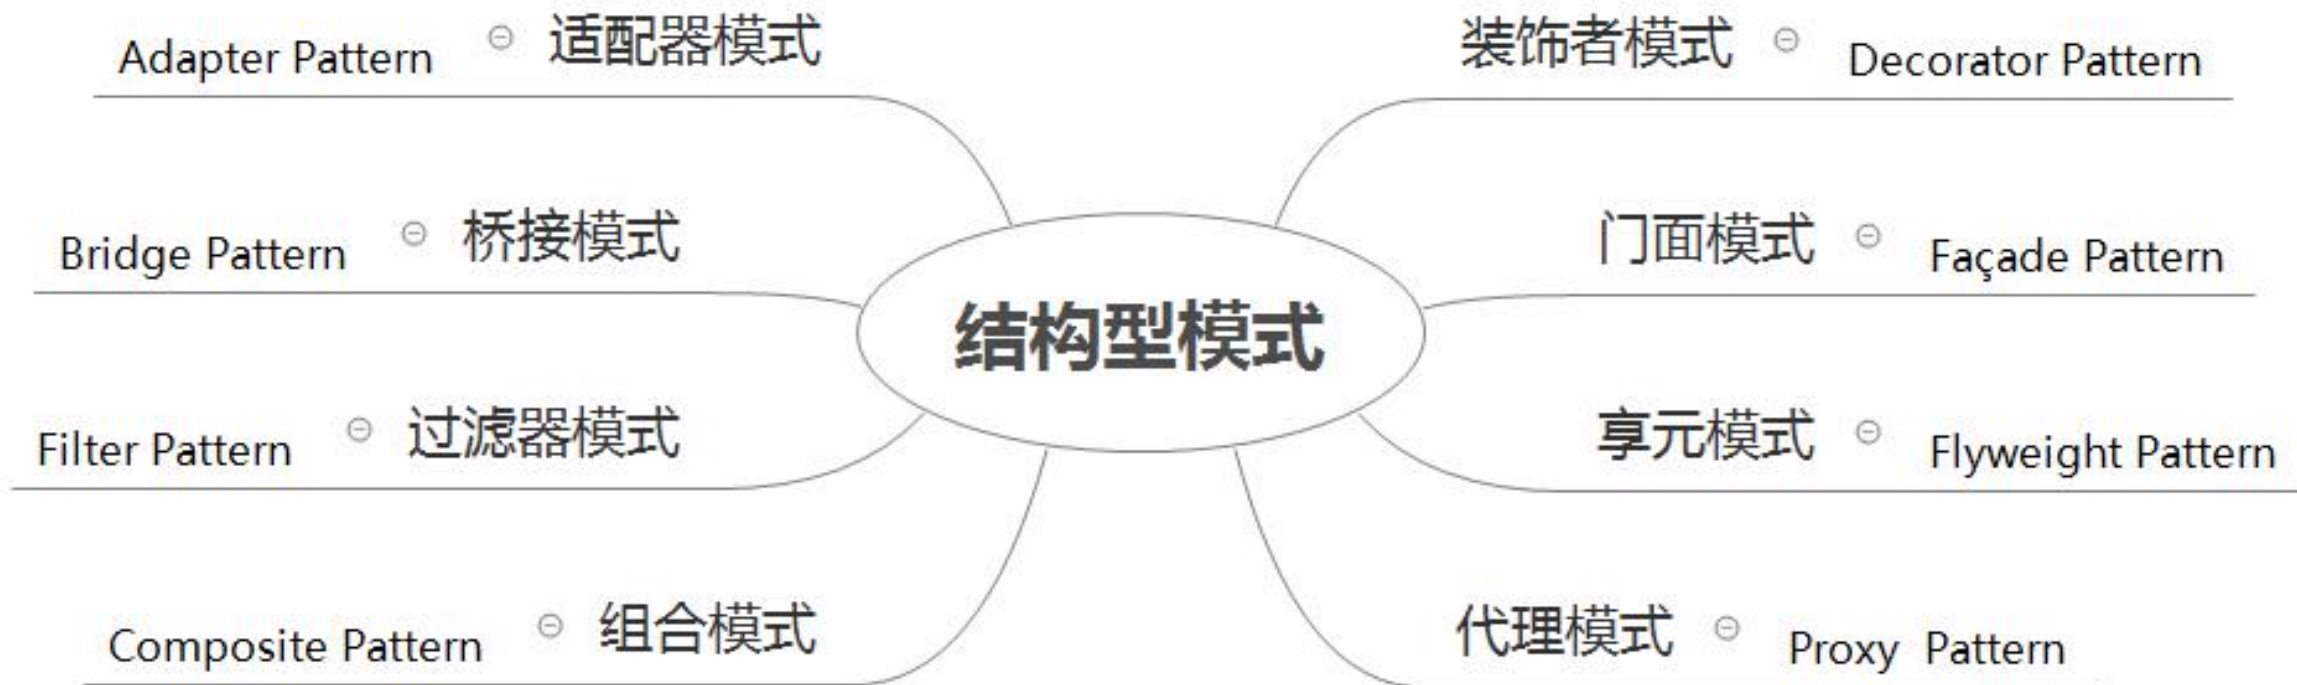 适配器模式
Adapter Pattern
桥接模式
Bridge Pattern
过滤器模式
Filter Pattern
组合模式
Composite Pattern
结构型模式
装饰者模式
Decorator Pattern
门面模式
Façade Pattern
享元模式
Flyweight Pattern
代理模式
Proxy  Pattern